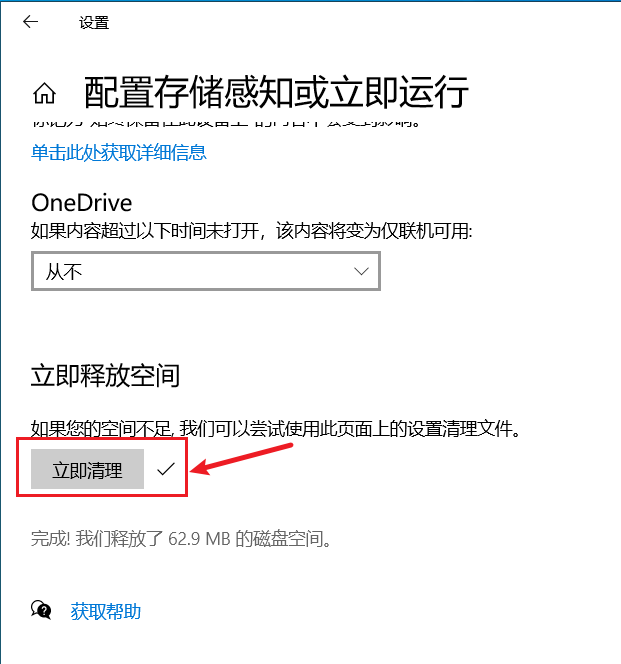 设置
配置存储感知或立即运行
单击此处获取详细信息
OneDrive
如果内容超过以下时间未打开，该内容将变为仅联机可用:
从不
立即释放空间
如果您的空间不足, 我们可以尝试使用此页面上的设置清理文件。
立即清理
完成! 我们释放了 62.9 MB 的磁盘空间。
获取帮助